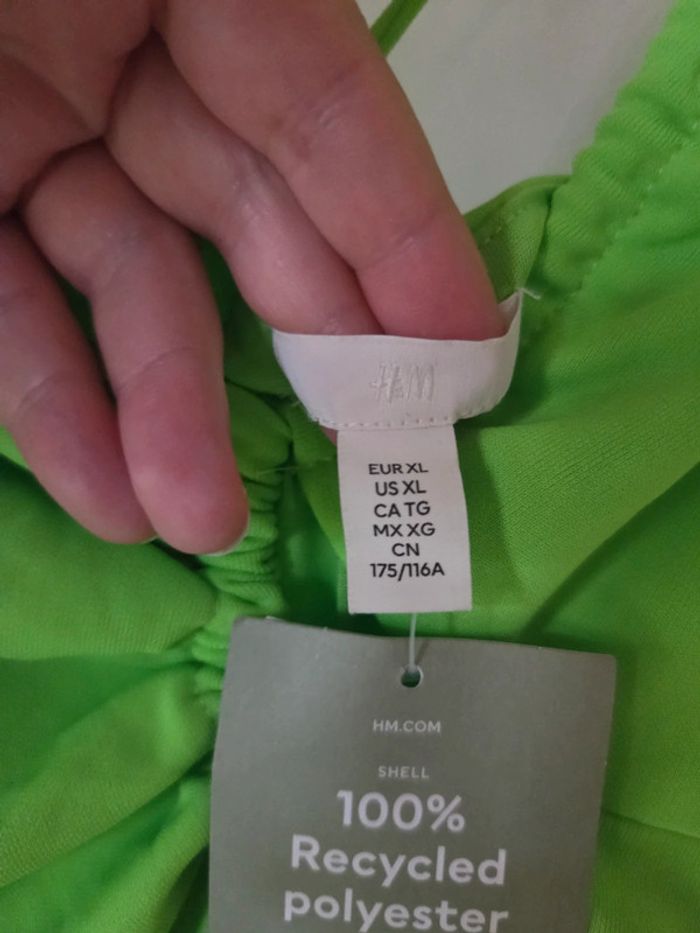 H&M
EUR XL
US XL
CA TG
MX XG
CN
175/116A
HM.COM
SHELL
100%
Recycled
polyester